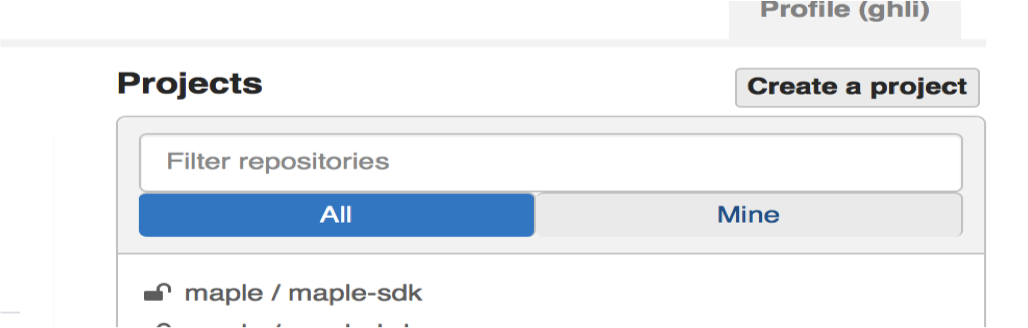 Profile (ghli)
Projects
Create a project
Filter repositories
All
Mine
maple / maple-sdk